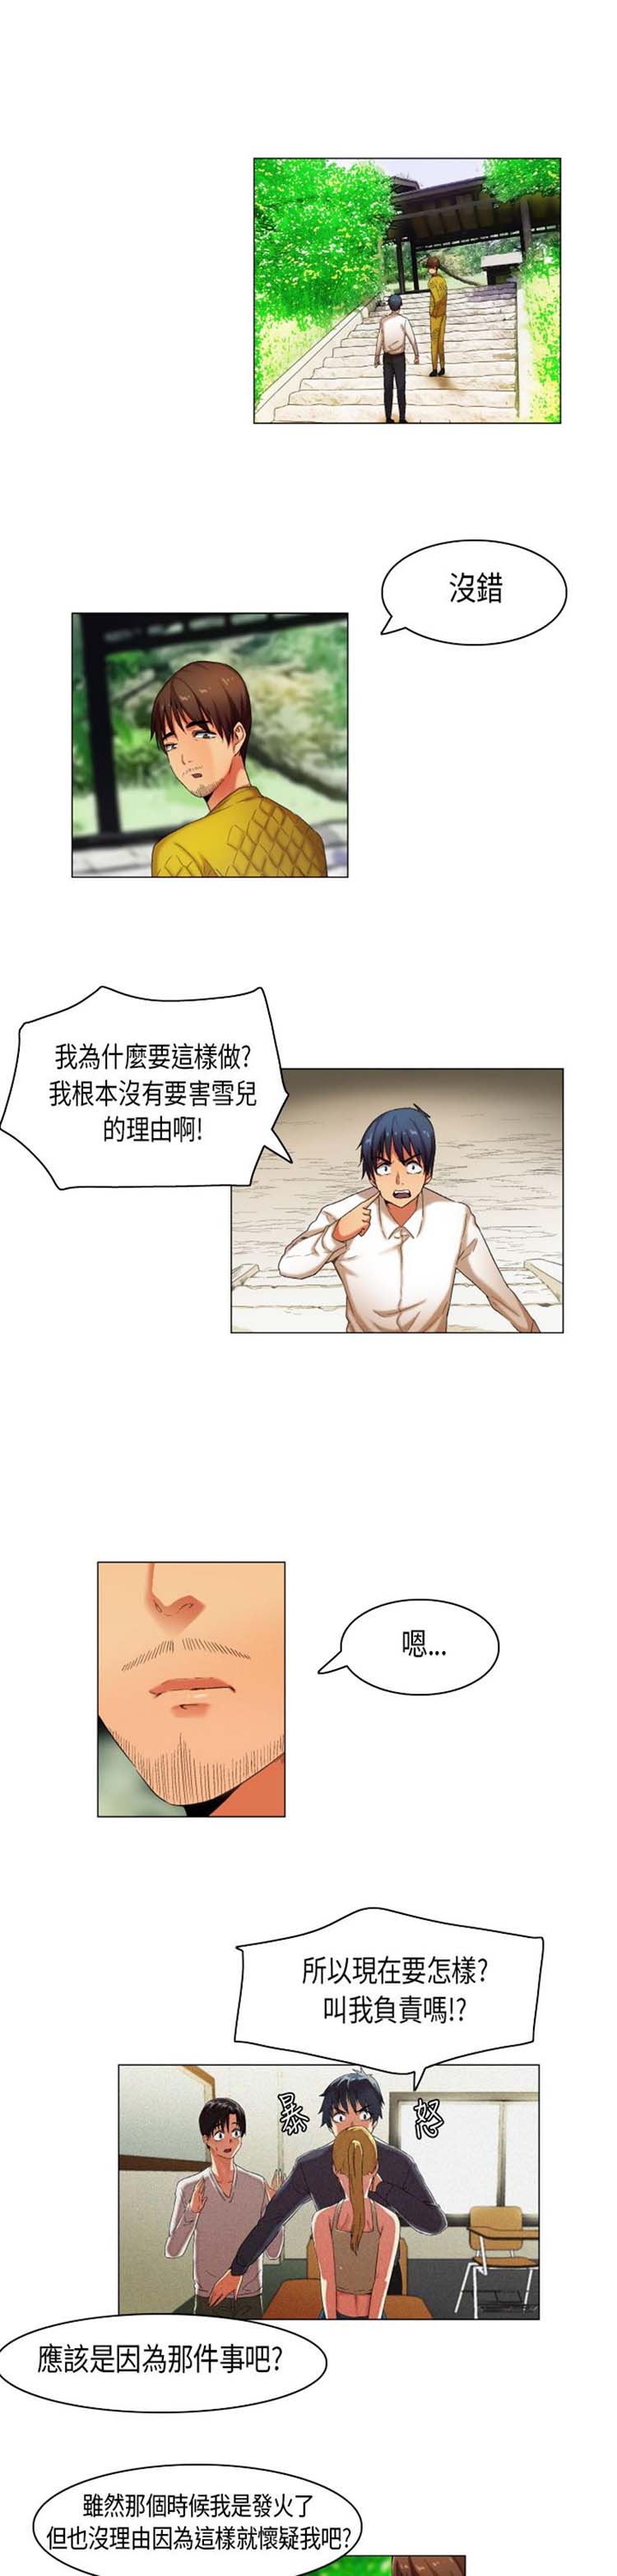 沒錯
我為什麼要這樣做?
我根本沒有要害雪兒
的理由啊!
嗯...
所以現在要怎樣?
叫我負責嗎!?
暴 怒
應該是因為那件事吧?
雖然那個時候我是發火了
但也沒理由因為這樣就懷疑我吧?